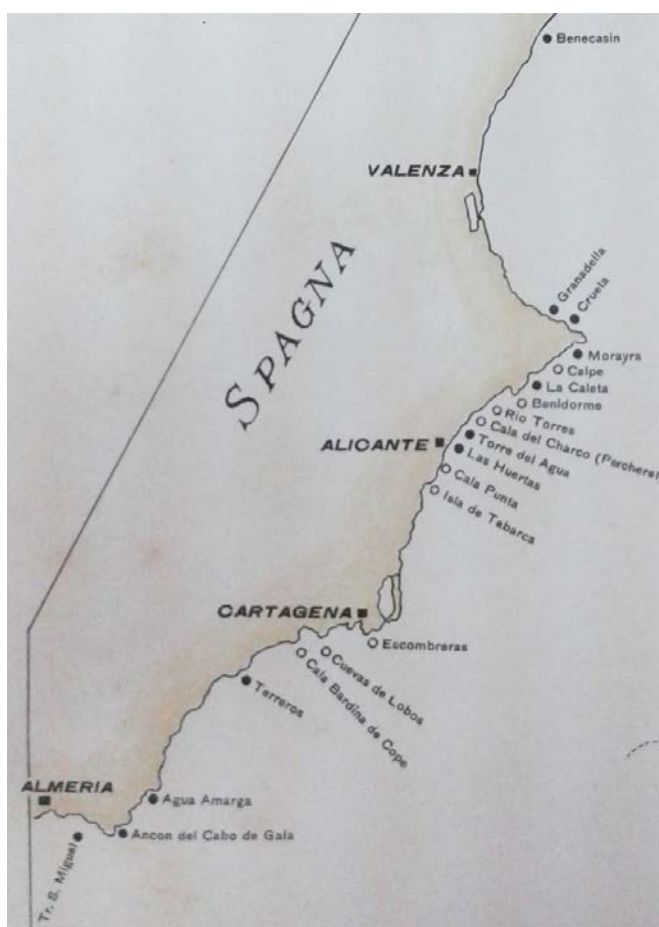 Benecasin
VALENZA
SPAGNA
Granadella
Cruela
Morayra
Calpe
La Caleta
Benidorme
Rio Torres
Cala del Charco (Percheret
Torre del Agua
ALICANTE
Las Huertas
Cala Punta
Isla de Tabarca
CARTAGENA
Escombreras
Cuevas de Lobos
Cala Bardina de Cope
Terreros
ALMERIA
Agua Amarga
Ancon del Cabo de Gala
Tr. S. Miguel